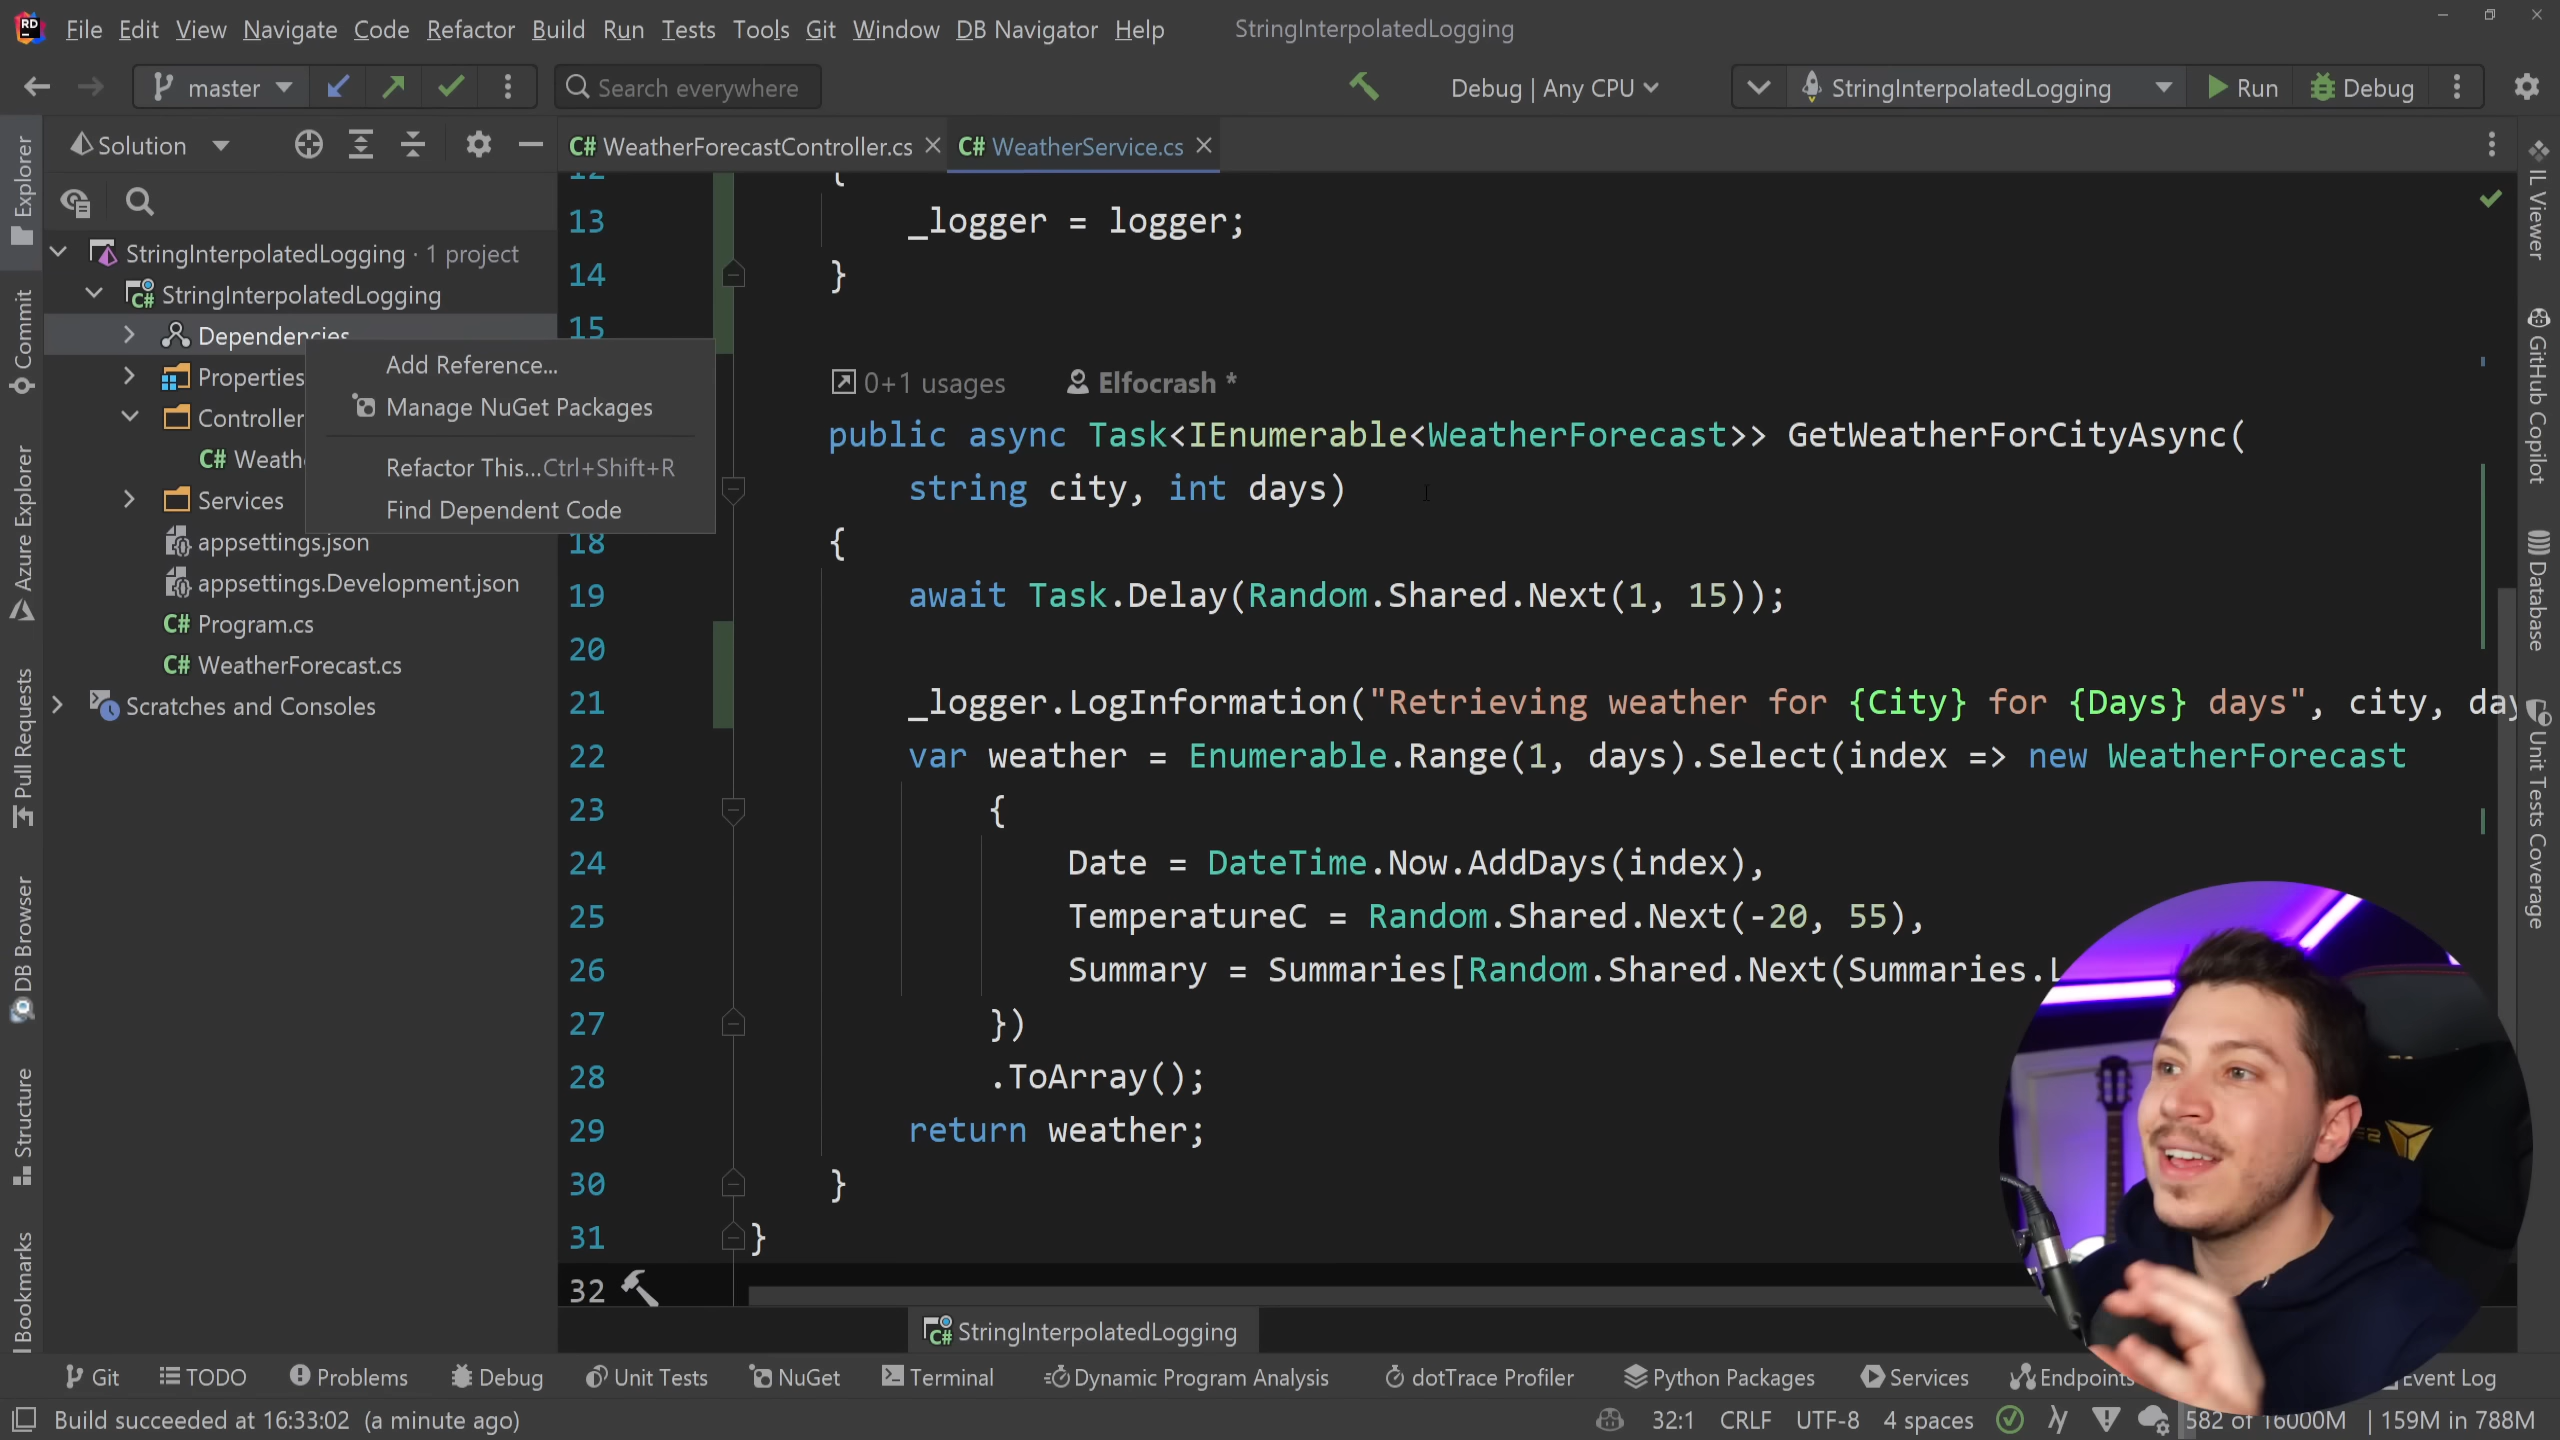 File Edit View Navigate Code Refactor Build Run Tests Tools Git Window DB Navigator Help StringInterpolatedLogging
master Search everywhere Debug | Any CPU StringInterpolatedLogging Run Debug
Solution
WeatherForecastController.cs WeatherService.cs
StringInterpolatedLogging · 1 project
StringInterpolatedLogging
Dependencies
Properties
Controller
C# Weath
Services
appsettings.json
appsettings.Development.json
C# Program.cs
C# WeatherForecast.cs
Scratches and Consoles
Add Reference...
Manage NuGet Packages
Refactor This... Ctrl+Shift+R
Find Dependent Code
12 {
13 _logger = logger;
14 }
15
0+1 usages Elfocrash *
public async Task<IEnumerable<WeatherForecast>> GetWeatherForCityAsync(
string city, int days)
18 {
19 await Task.Delay(Random.Shared.Next(1, 15));
20
21 _logger.LogInformation("Retrieving weather for {City} for {Days} days", city, day
22 var weather = Enumerable.Range(1, days).Select(index => new WeatherForecast
23 {
24 Date = DateTime.Now.AddDays(index),
25 TemperatureC = Random.Shared.Next(-20, 55),
26 Summary = Summaries[Random.Shared.Next(Summaries.L
27 })
28 .ToArray();
29 return weather;
30 }
31 }
32
StringInterpolatedLogging
Explorer
Commit
Azure Explorer
Pull Requests
DB Browser
Structure
Bookmarks
IL Viewer
GitHub Copilot
Database
Unit Tests Coverage
Git TODO Problems Debug Unit Tests NuGet Terminal Dynamic Program Analysis dotTrace Profiler Python Packages Services Endpoints Event Log
Build succeeded at 16:33:02 (a minute ago) 32:1 CRLF UTF-8 4 spaces 582 of 16000M 159M in 788M